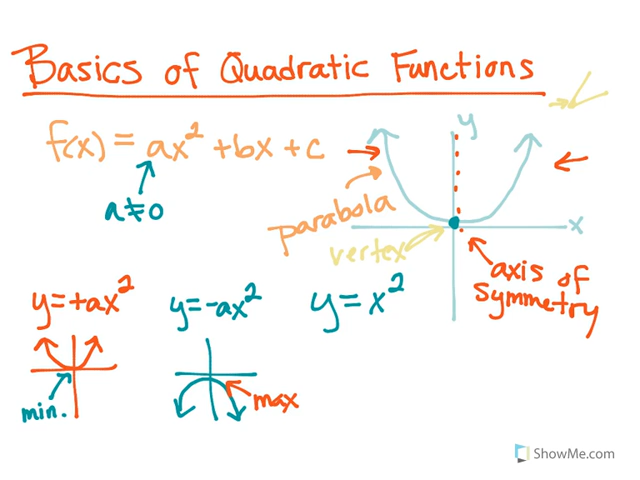 Basics of Quadratic Functions
f(x) = ax² + bx + c
a≠0
y
x
parabola
vertex
axis of
symmetry
y=+ax²
y=-ax²
y=x²
min.
max
ShowMe.com